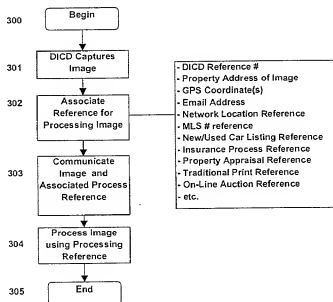 300
Begin
301
DICD Captures
Image
302
Associate
Reference for
Processing Image
- DICD Reference #
- Property Address of Image
- GPS Coordinate(s)
- Email Address
- Network Location Reference
- MLS # reference
- New/Used Car Listing Reference
- Insurance Process Reference
- Property Appraisal Reference
- Traditional Print Reference
- On-Line Auction Reference
- etc.
303
Communicate
Image and
Associated Process
Reference
304
Process Image
using Processing
Reference
305
End